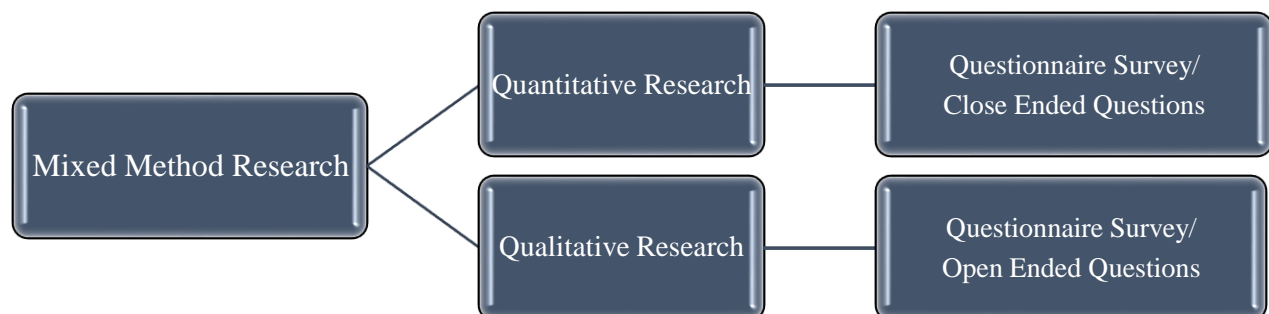 Mixed Method Research
Quantitative Research
Questionnaire Survey/
Close Ended Questions
Qualitative Research
Questionnaire Survey/
Open Ended Questions